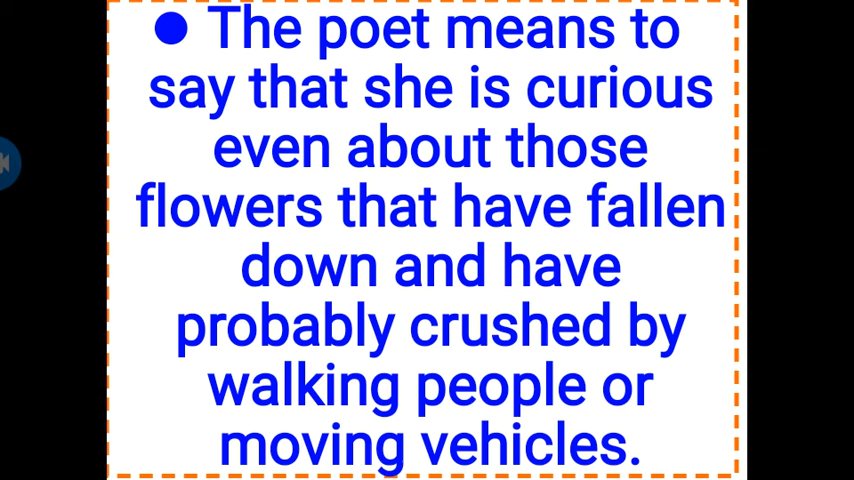 ● The poet means to
say that she is curious
even about those
flowers that have fallen
down and have
probably crushed by
walking people or
moving vehicles.